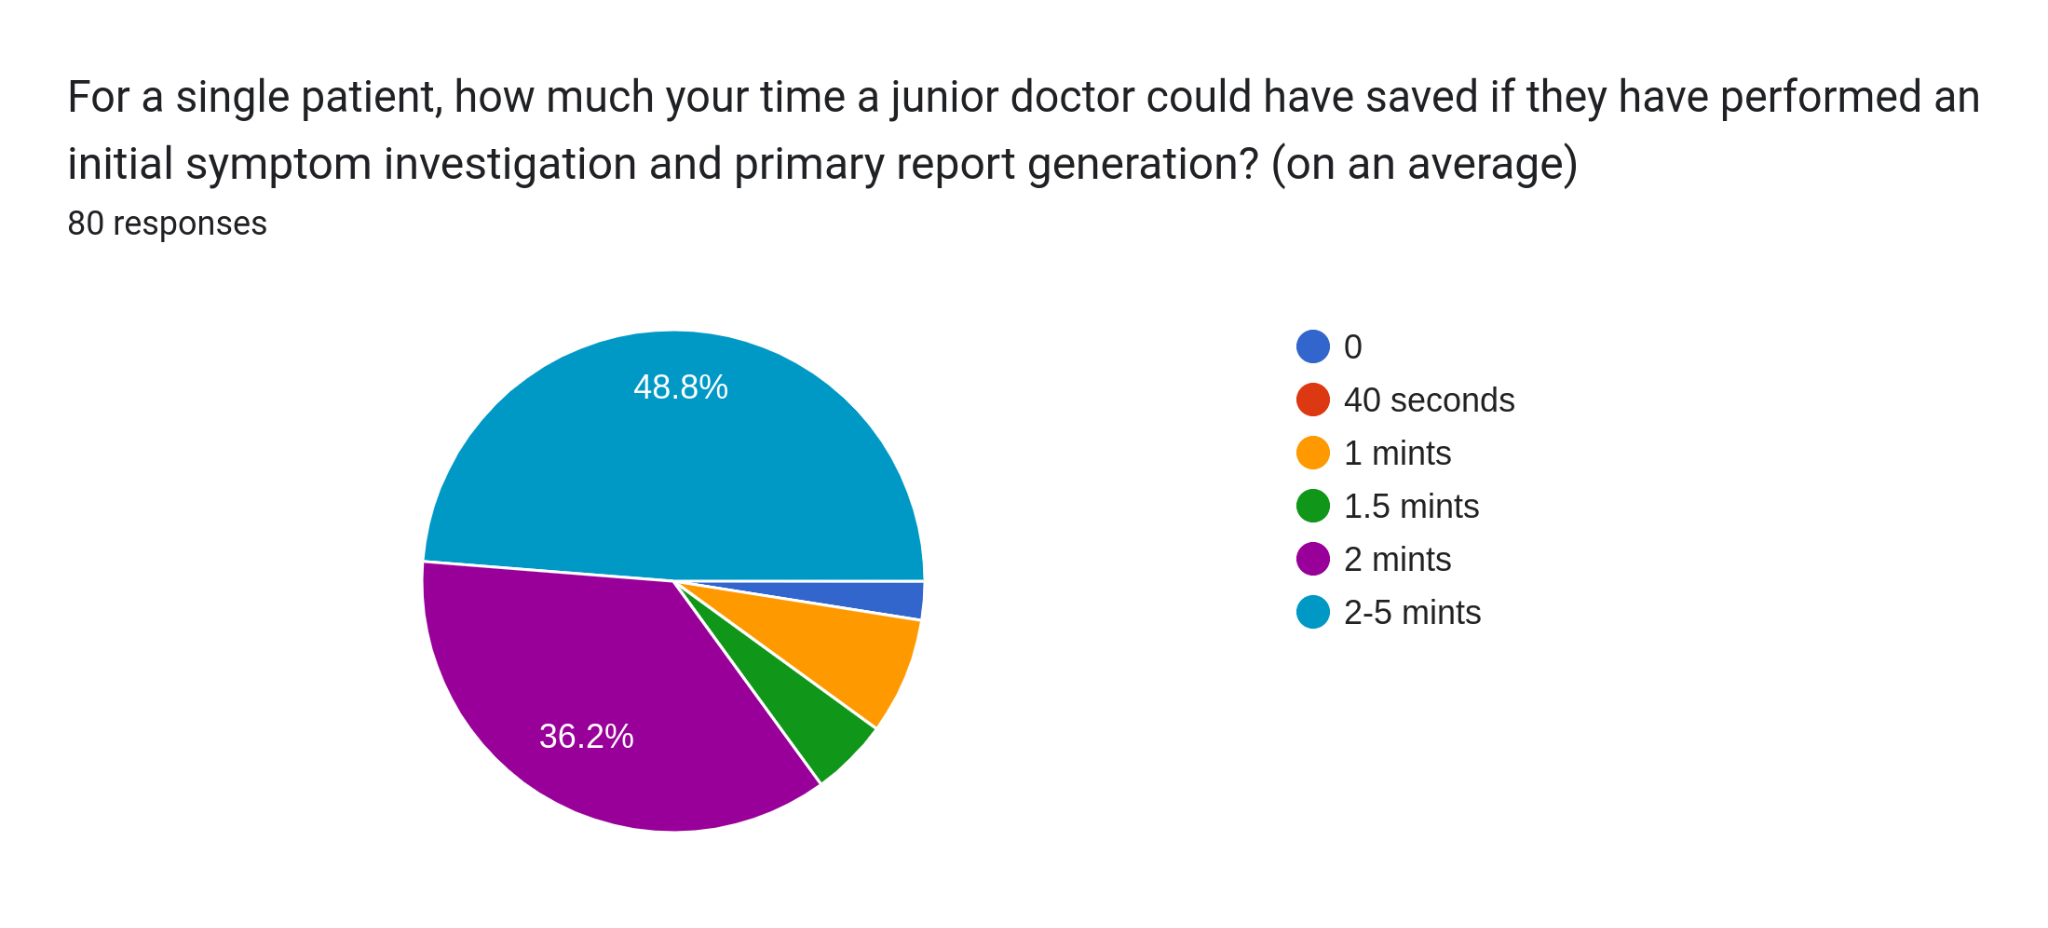 For a single patient, how much your time a junior doctor could have saved if they have performed an
initial symptom investigation and primary report generation? (on an average)
80 responses
48.8%
36.2%
0
40 seconds
1 mints
1.5 mints
2 mints
2-5 mints